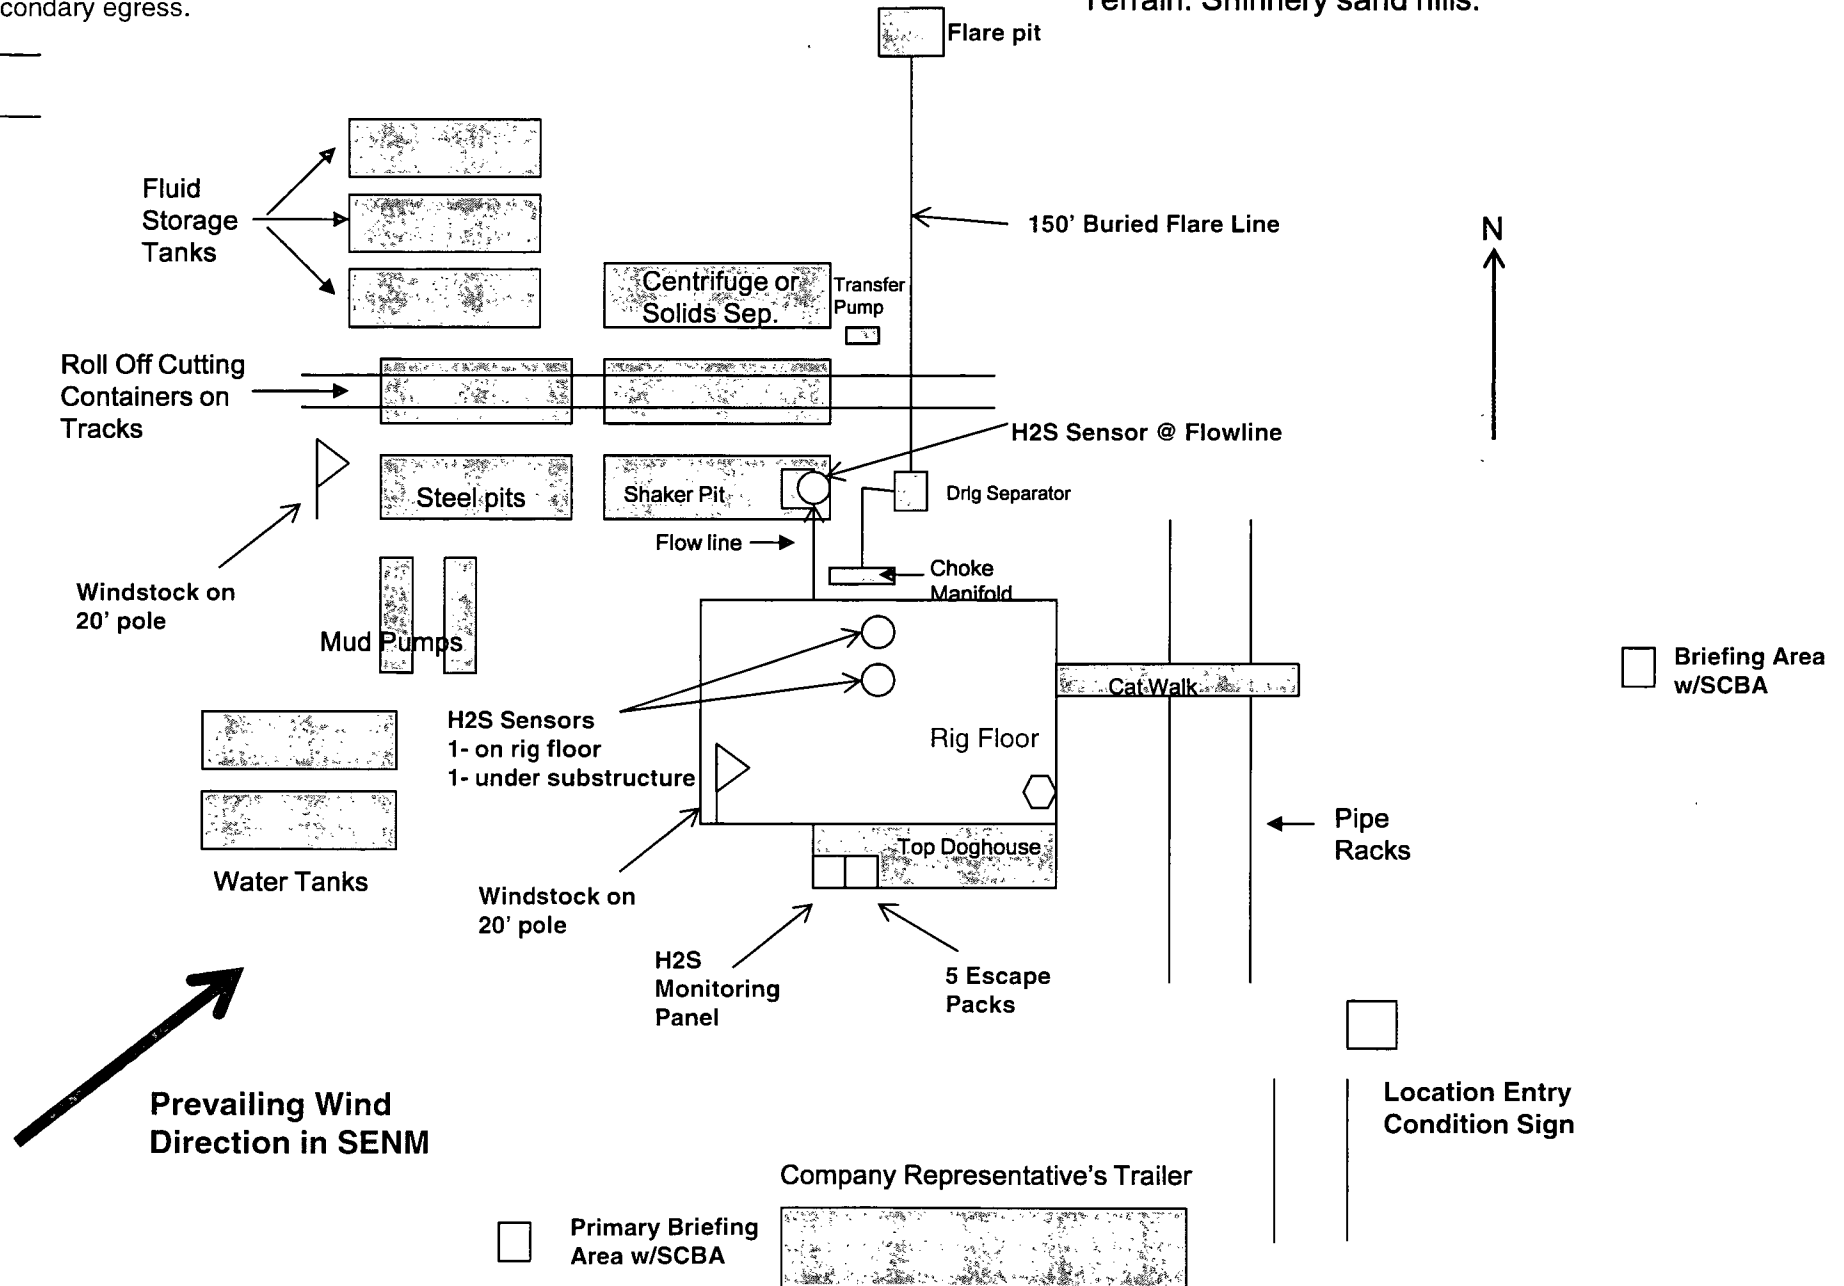 condary egress.
Terrain: Shinnery sand hills.
Flare pit
Fluid
Storage
Tanks
150' Buried Flare Line
N
Centrifuge or
Solids Sep.
Transfer
Pump
Roll Off Cutting
Containers on
Tracks
H2S Sensor @ Flowline
Steel pits
Shaker Pit
Drlg Separator
Flow line
Choke
Manifold
Windstock on
20' pole
Mud Pumps
Cat Walk
Briefing Area
w/SCBA
H2S Sensors
1- on rig floor
1- under substructure
Rig Floor
Pipe
Racks
Top Doghouse
Water Tanks
Windstock on
20' pole
H2S
Monitoring
Panel
5 Escape
Packs
Prevailing Wind
Direction in SENM
Location Entry
Condition Sign
Company Representative's Trailer
Primary Briefing
Area w/SCBA